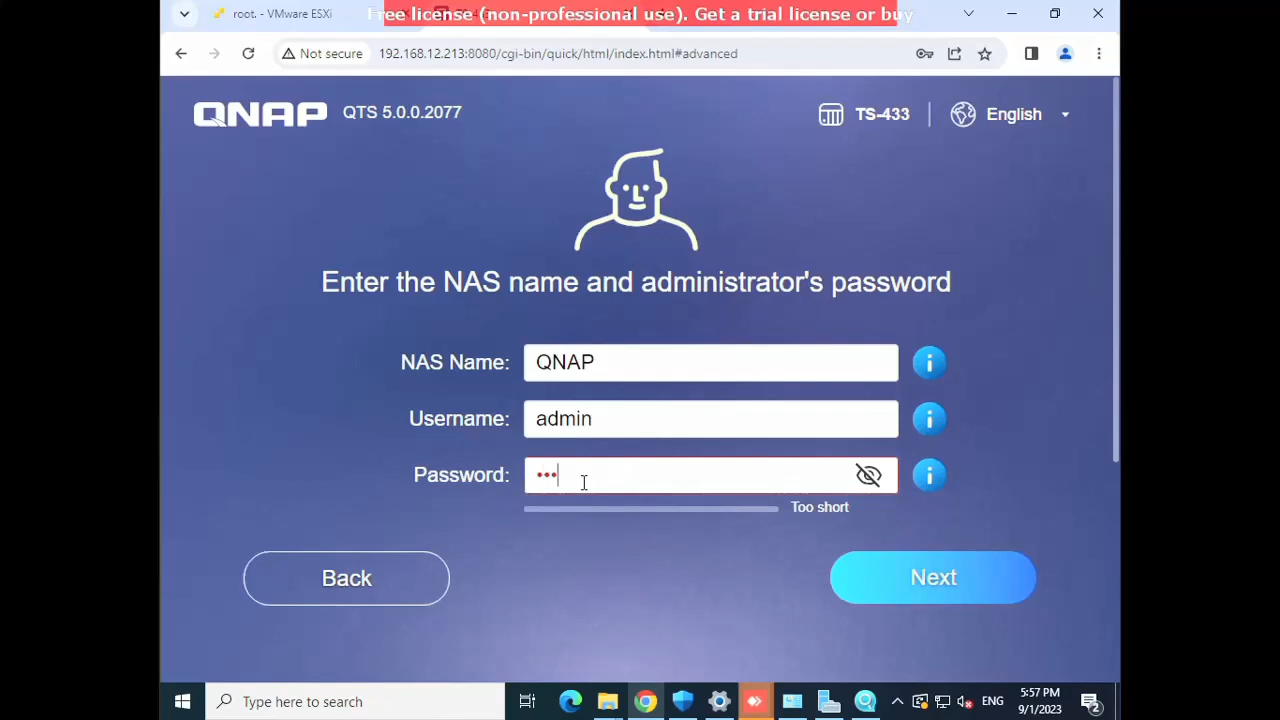 root. - VMware ESXi
Free license (non-professional use). Get a trial license or buy
Not secure
192.168.12.213:8080/cgi-bin/quick/html/index.html#advanced
QNAP
QTS 5.0.0.2077
TS-433
English
Enter the NAS name and administrator's password
NAS Name:
QNAP
Username:
admin
Password:
•••
Too short
Back
Next
Type here to search
ENG
5:57 PM
9/1/2023
2